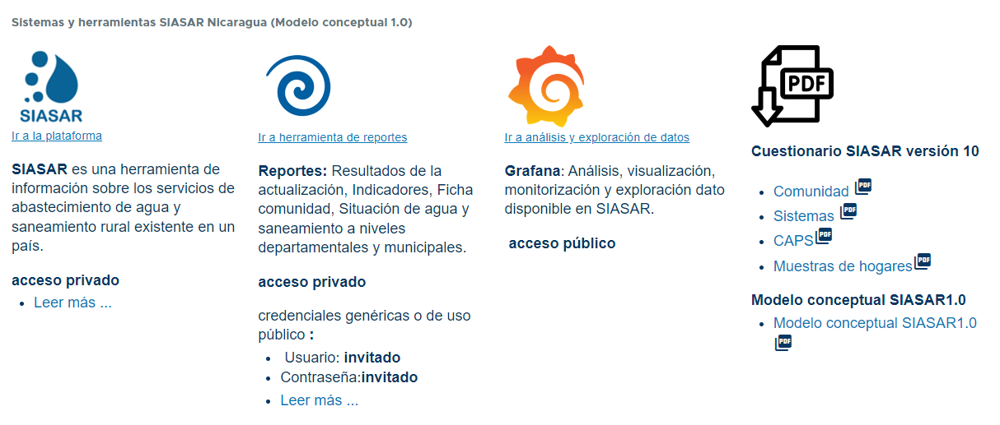 Sistemas y herramientas SIASAR Nicaragua (Modelo conceptual 1.0)
SIASAR
Ir a la plataforma
SIASAR es una herramienta de
información sobre los servicios de
abastecimiento de agua y
saneamiento rural existente en un
país.
acceso privado
• Leer más ...
Ir a herramienta de reportes
Reportes: Resultados de la
actualización, Indicadores, Ficha
comunidad, Situación de agua y
saneamiento a niveles
departamentales y municipales.
acceso privado
credenciales genéricas o de uso
público :
• Usuario: invitado
• Contraseña:invitado
• Leer más ...
Ir a análisis y exploración de datos
Grafana: Análisis, visualización,
monitorización y exploración dato
disponible en SIASAR.
acceso público
PDF
Cuestionario SIASAR versión 10
• Comunidad PDF
• Sistemas PDF
• CAPS PDF
• Muestras de hogares PDF
Modelo conceptual SIASAR1.0
• Modelo conceptual SIASAR1.0
PDF